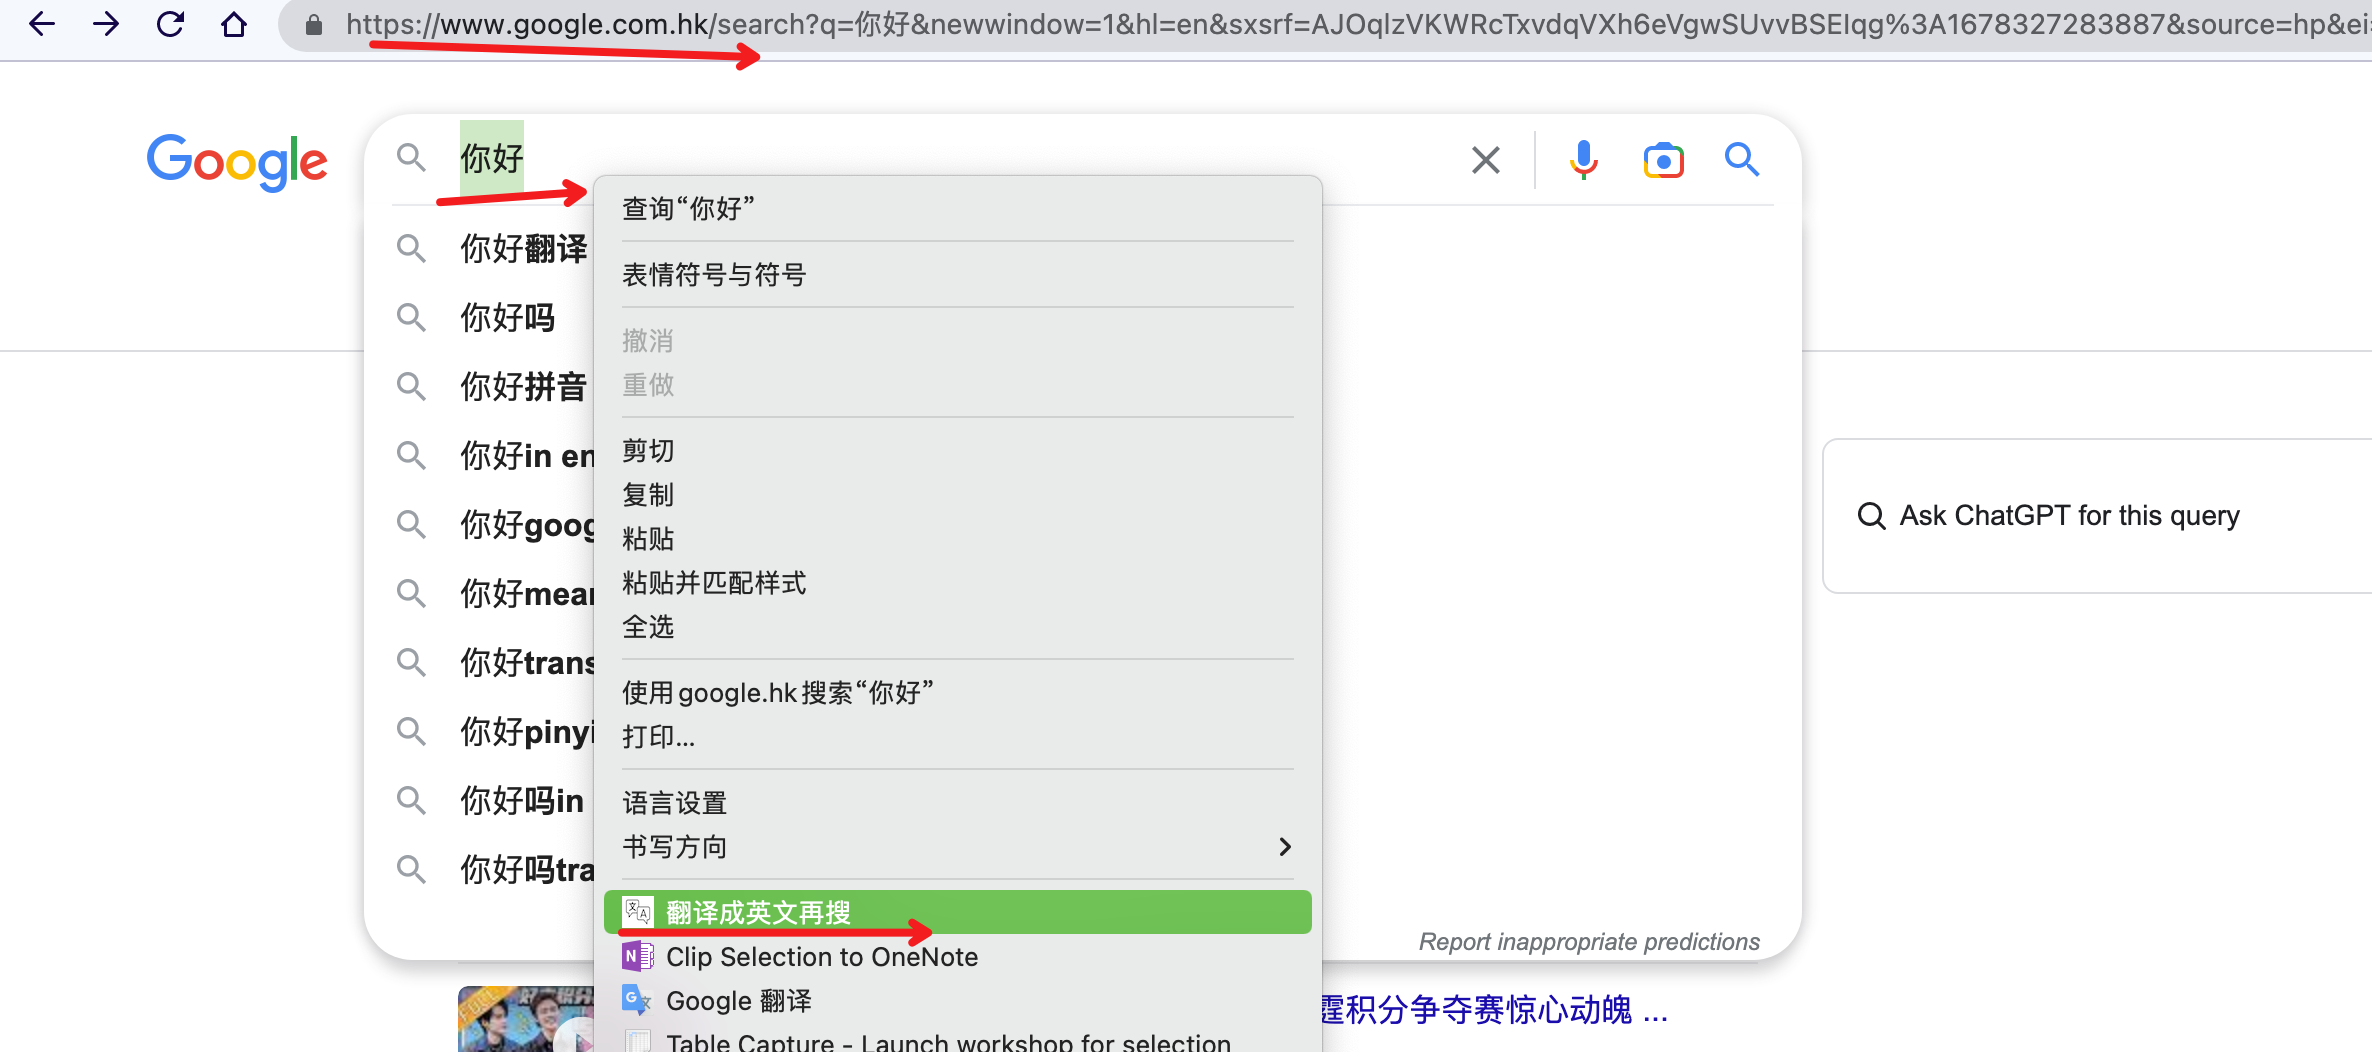 https://www.google.com.hk/search?q=你好&newwindow=1&hl=en&sxsrf=AJOqlzVKWRcTxvdqVXh6eVgwSUvvBSEIqg%3A1678327283887&source=hp&ei=
Google
你好
查询“你好”
你好翻译
表情符号与符号
你好吗
撤消
重做
你好拼音
剪切
你好in en
复制
你好goog
粘贴
粘贴并匹配样式
你好mean
全选
你好trans
使用google.hk搜索“你好”
你好pinyi
打印...
语言设置
你好吗in
书写方向
你好吗tra
翻译成英文再搜
Clip Selection to OneNote
Google 翻译
Table Capture - Launch workshop for selection
Ask ChatGPT for this query
Report inappropriate predictions
霆积分争夺赛惊心动魄 ...